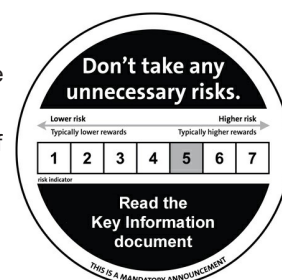 Don't take any
unnecessary risks.
Lower risk Higher risk
Typically lower rewards Typically higher rewards
1 2 3 4 5 6 7
risk indicator
Read the
Key Information
document
THIS IS A MANDATORY ANNOUNCEMENT